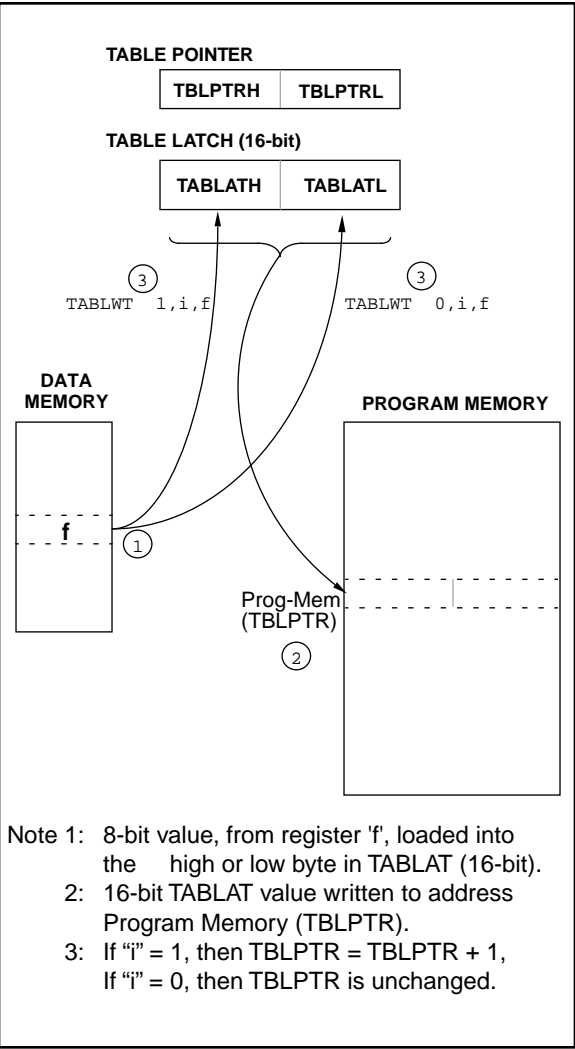 TABLE POINTER
TBLPTRH TBLPTRL
TABLE LATCH (16-bit)
TABLATH TABLATL
3 3
TABLWT 1,i,f TABLWT 0,i,f
DATA
MEMORY
PROGRAM MEMORY
f
1
Prog-Mem
(TBLPTR)
2
Note 1: 8-bit value, from register 'f', loaded into
the high or low byte in TABLAT (16-bit).
2: 16-bit TABLAT value written to address
Program Memory (TBLPTR).
3: If “i” = 1, then TBLPTR = TBLPTR + 1,
If “i” = 0, then TBLPTR is unchanged.